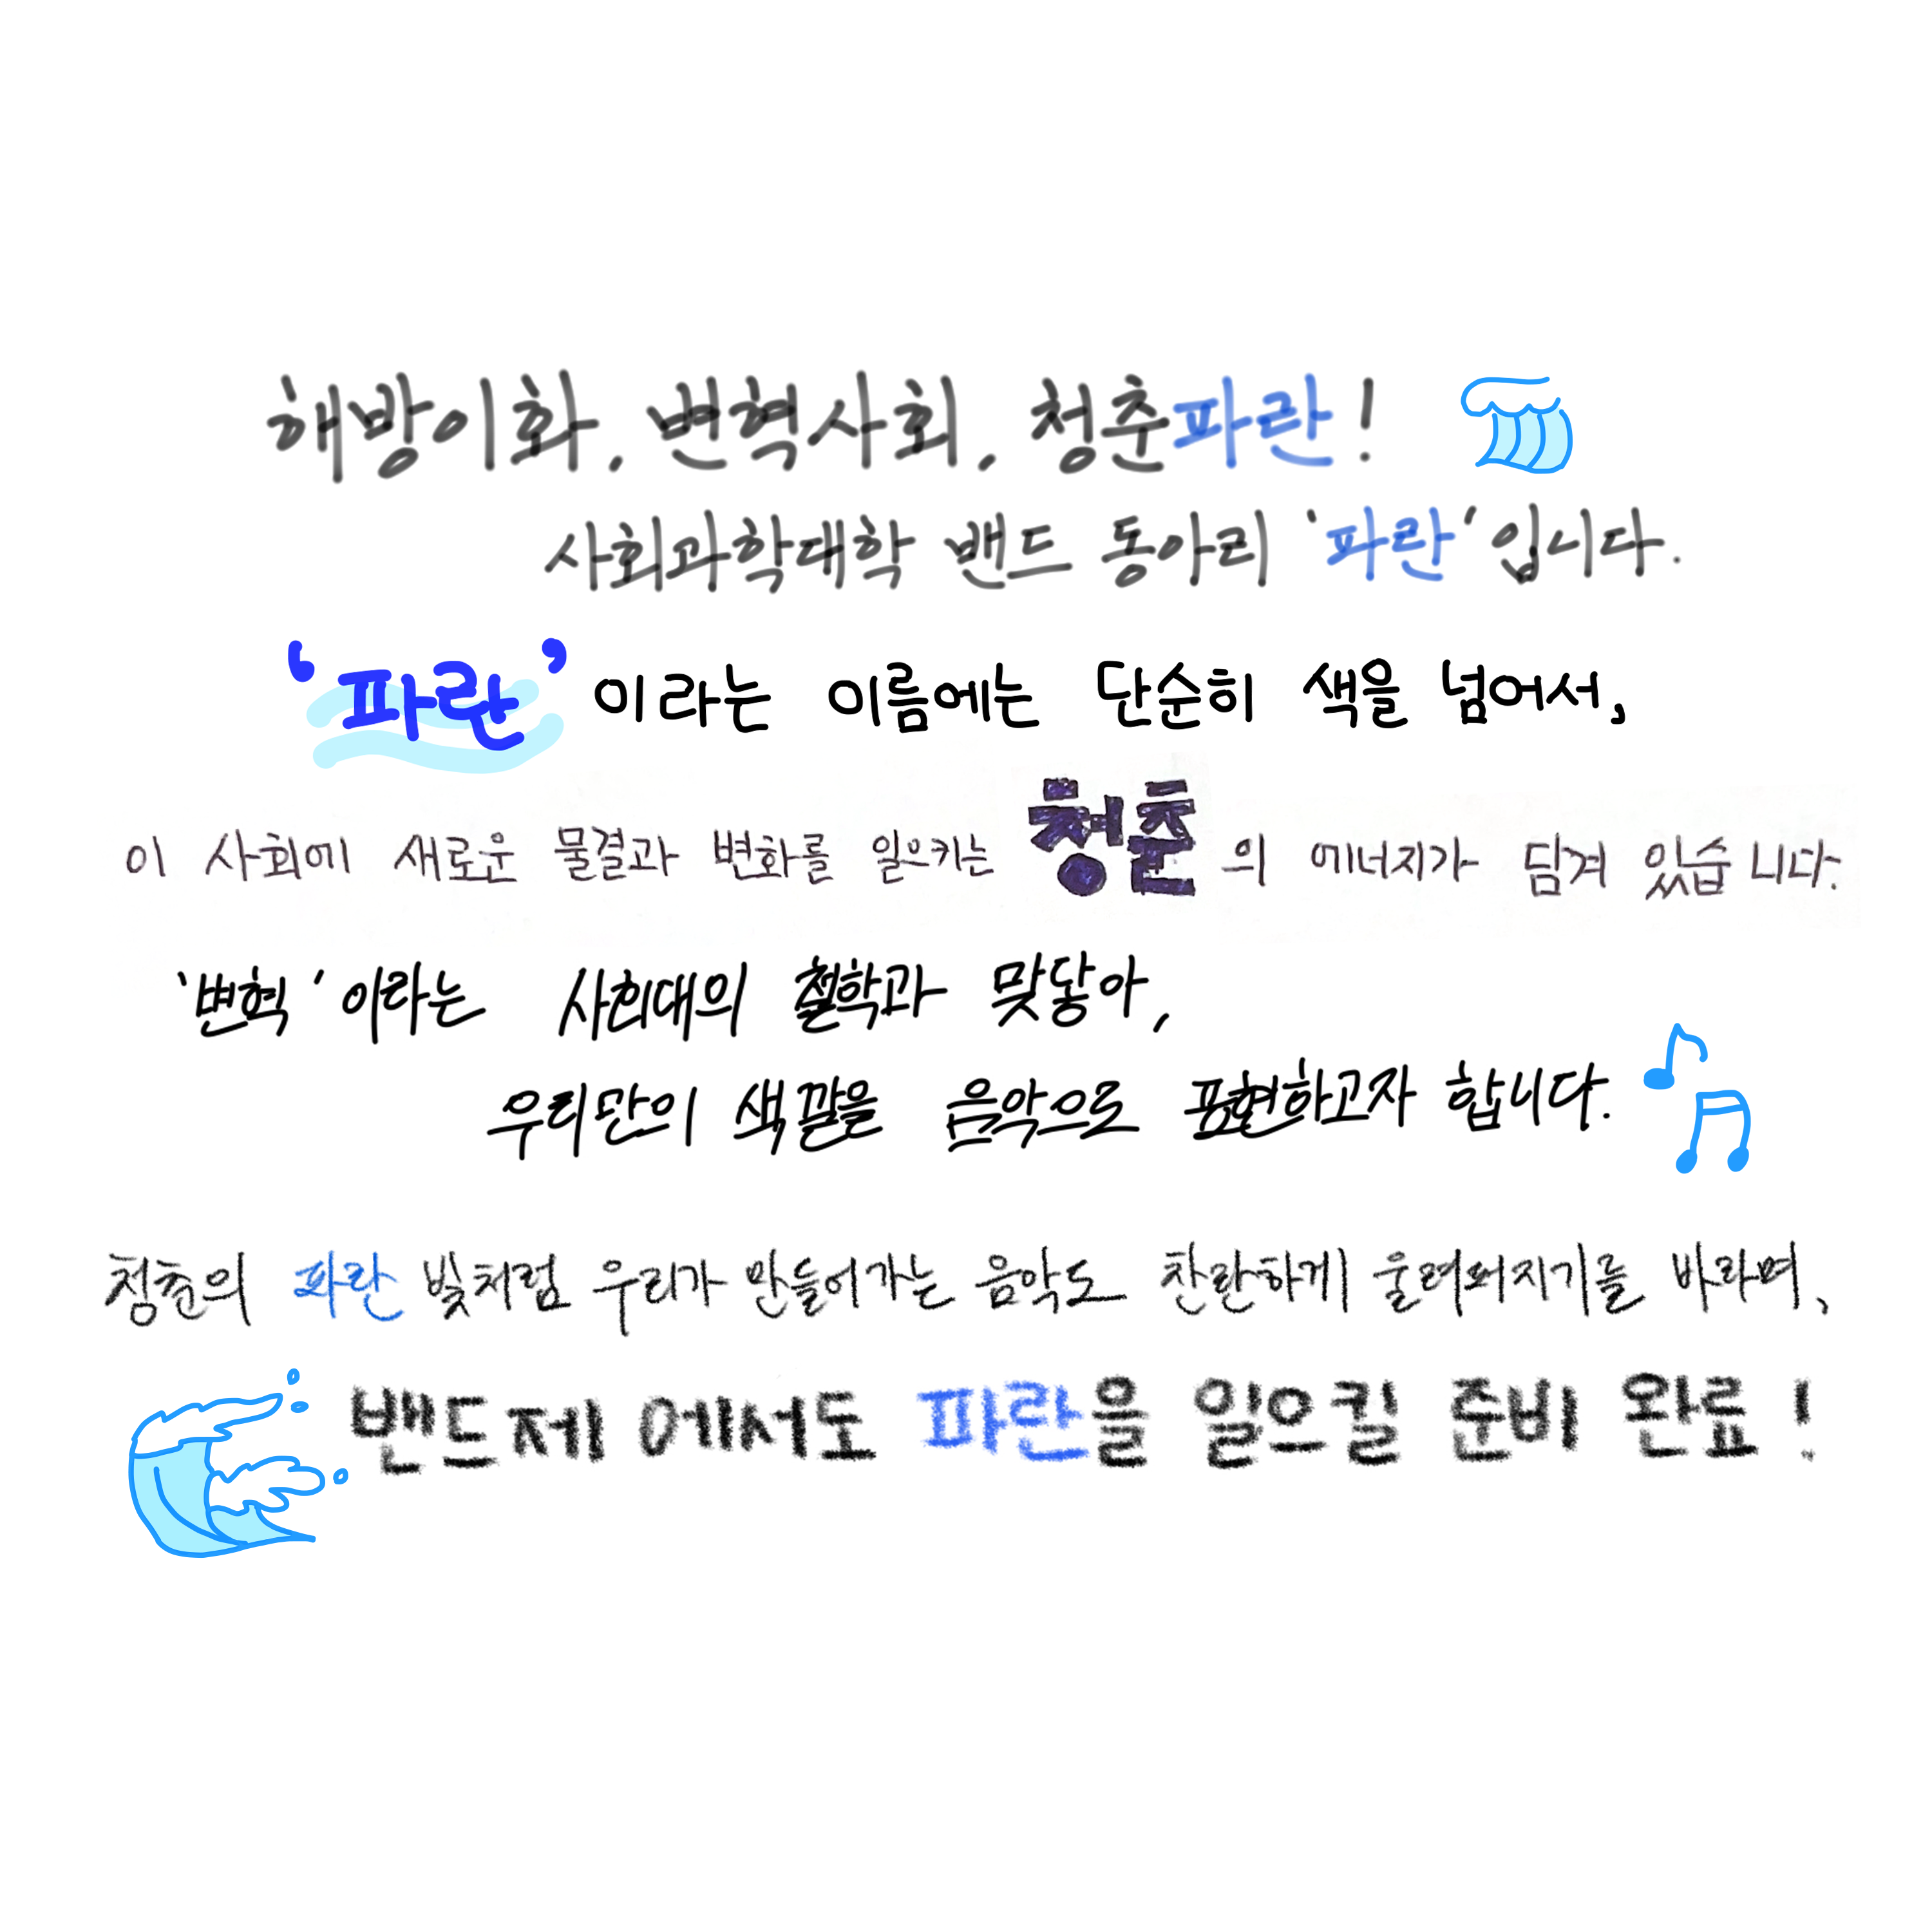 해방이화, 변혁사회, 청춘파란!
사회과학대학 밴드 동아리 '파란'입니다.
'파란'이라는 이름에는 단순히 색을 넘어서,
이 사회에 새로운 물결과 변화를 일으키는 청춘의 에너지가 담겨 있습니다.
'변혁'이라는 사회대의 철학과 맞닿아,
우리만의 색깔을 음악으로 표현하고자 합니다.
청춘의 파란 빛처럼 우리가 만들어가는 음악도 찬란하게 울려퍼지기를 바라며,
밴드제에서도 파란을 일으킬 준비 완료!